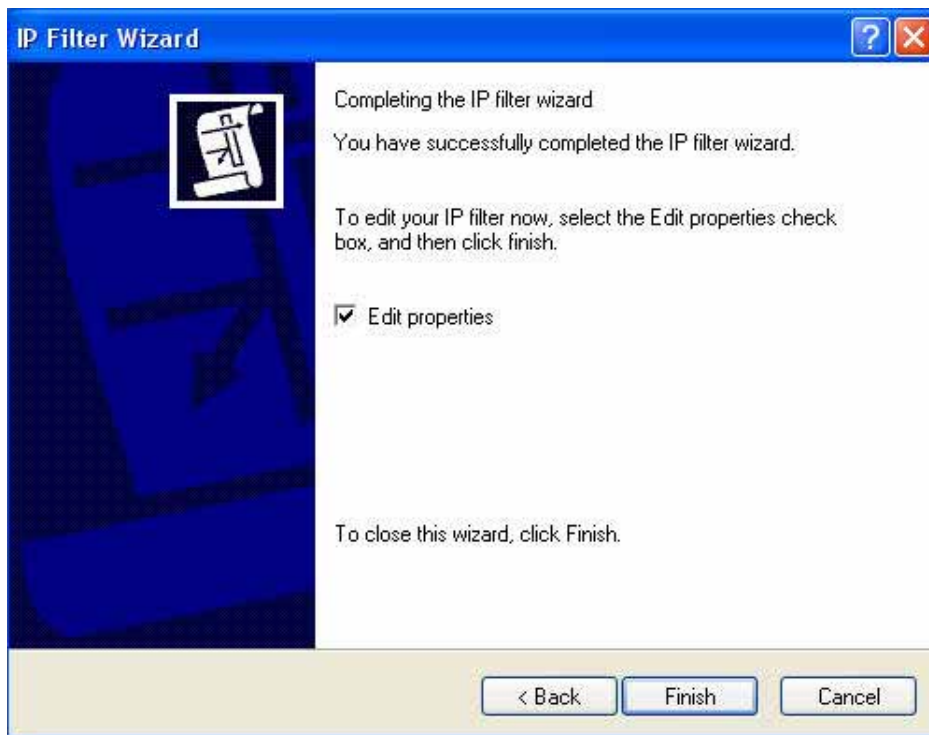 IP Filter Wizard
Completing the IP filter wizard
You have successfully completed the IP filter wizard.
To edit your IP filter now, select the Edit properties check
box, and then click finish.
Edit properties
To close this wizard, click Finish.
< Back Finish Cancel